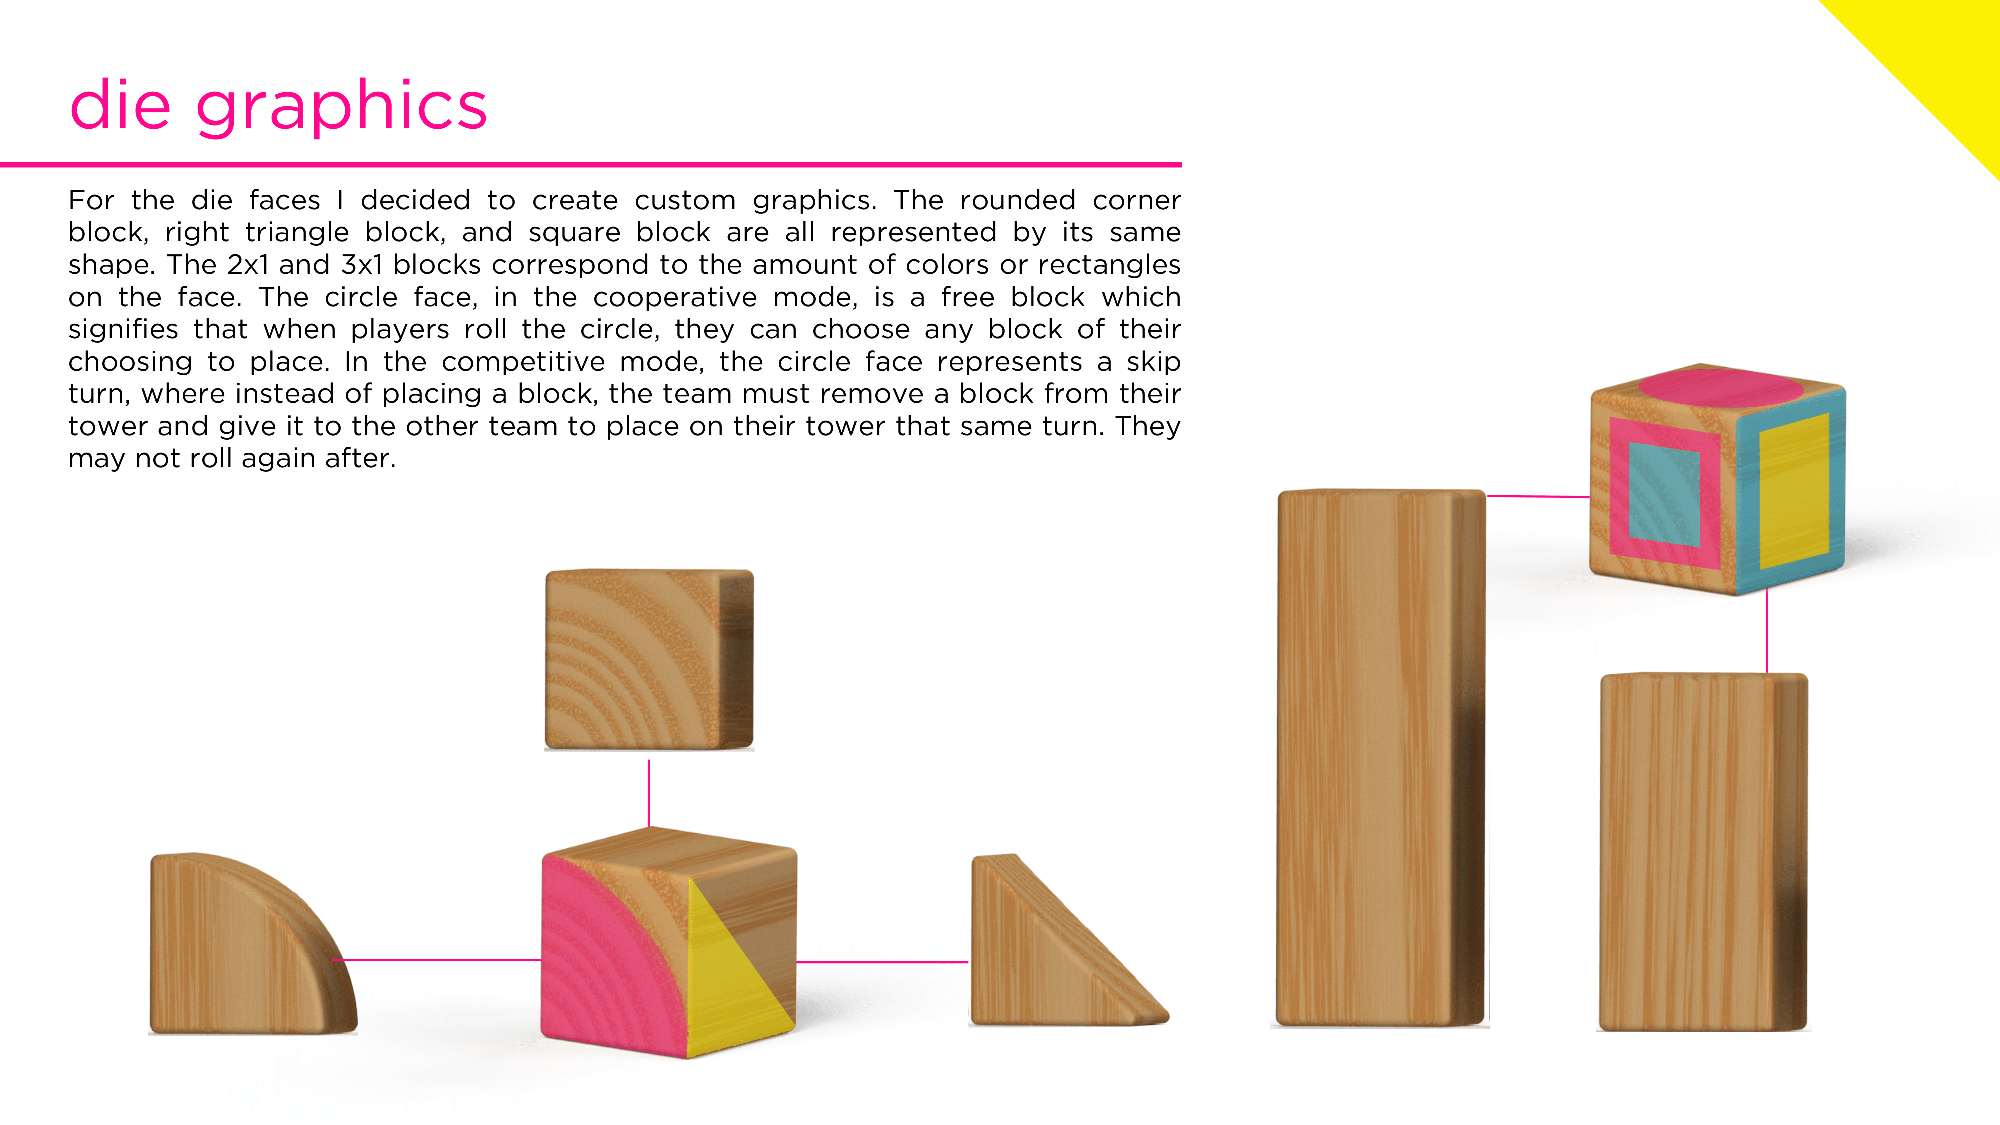 die graphics
For the die faces I decided to create custom graphics. The rounded corner
block, right triangle block, and square block are all represented by its same
shape. The 2x1 and 3x1 blocks correspond to the amount of colors or rectangles
on the face. The circle face, in the cooperative mode, is a free block which
signifies that when players roll the circle, they can choose any block of their
choosing to place. In the competitive mode, the circle face represents a skip
turn, where instead of placing a block, the team must remove a block from their
tower and give it to the other team to place on their tower that same turn. They
may not roll again after.